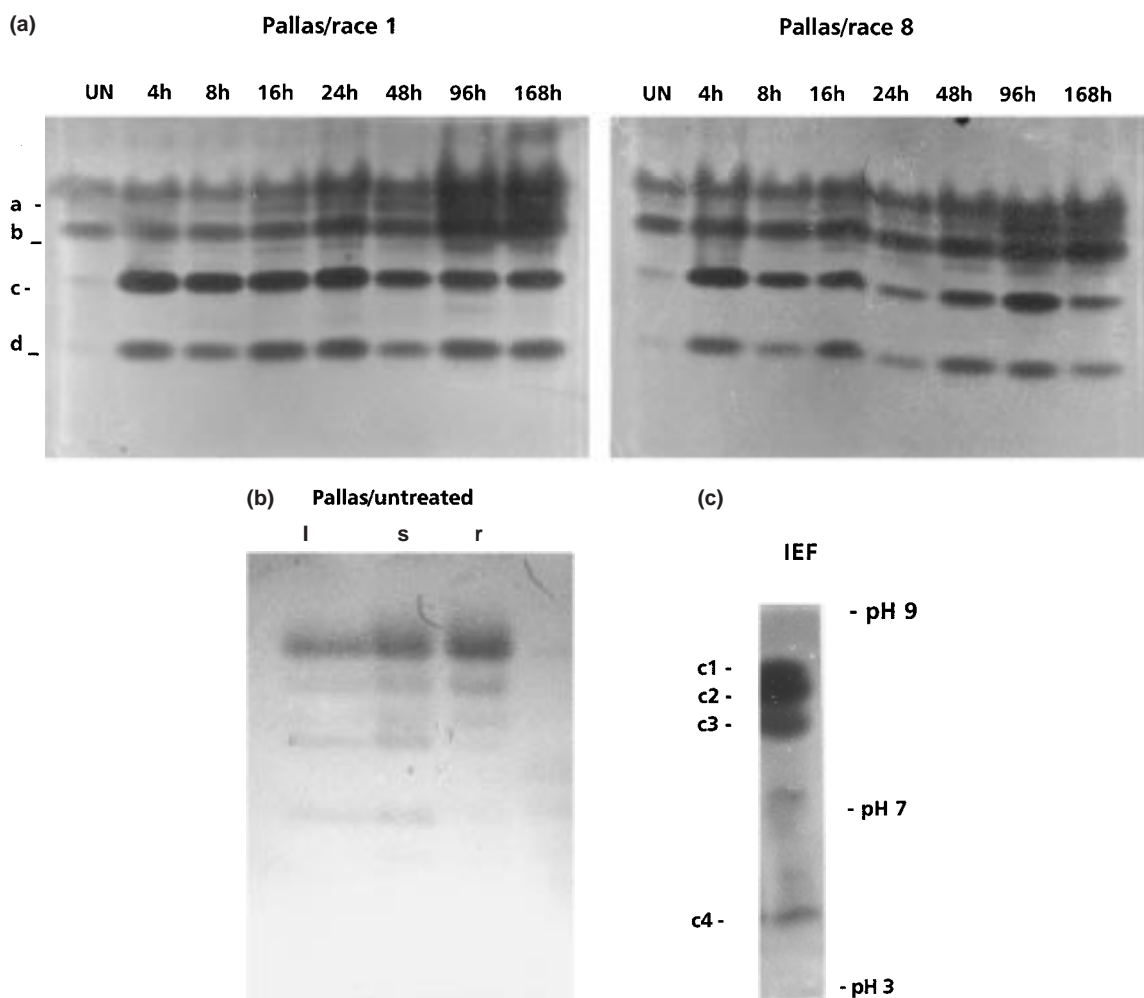 (a)
Pallas/race 1
Pallas/race 8
UN 4h 8h 16h 24h 48h 96h 168h
UN 4h 8h 16h 24h 48h 96h 168h
a -
b _
c -
d _
(b) Pallas/untreated
l s r
(c)
IEF
- pH 9
c1 -
c2 -
c3 -
- pH 7
c4 -
- pH 3